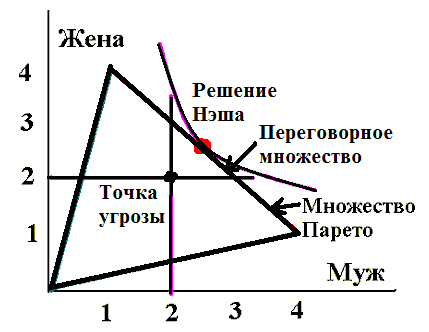 Жена
4
3
2
1
Решение
Нэша
Переговорное
множество
Точка
угрозы
Множество
Парето
Муж
1
2
3
4